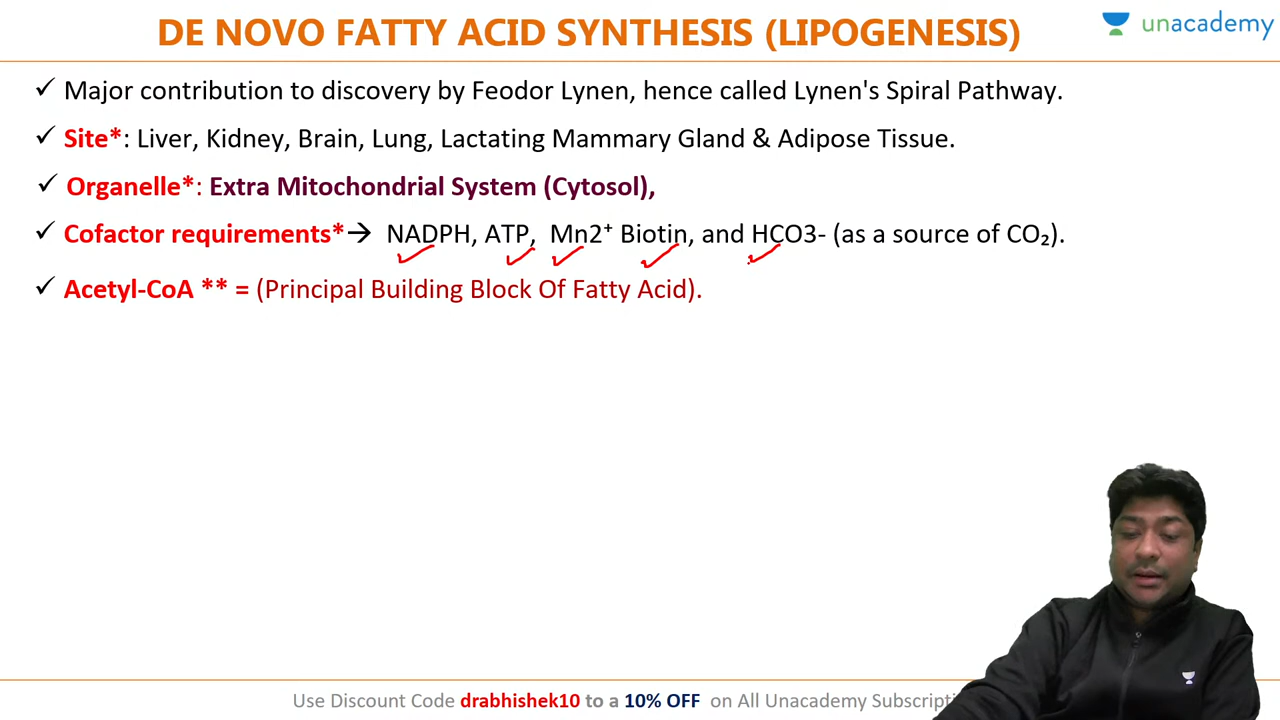 DE NOVO FATTY ACID SYNTHESIS (LIPOGENESIS)
unacademy
✓ Major contribution to discovery by Feodor Lynen, hence called Lynen's Spiral Pathway.
✓ Site*: Liver, Kidney, Brain, Lung, Lactating Mammary Gland & Adipose Tissue.
✓ Organelle*: Extra Mitochondrial System (Cytosol),
✓ Cofactor requirements*→ NADPH, ATP, Mn2⁺ Biotin, and HCO3- (as a source of CO₂).
✓ Acetyl-CoA ** = (Principal Building Block Of Fatty Acid).
Use Discount Code drabhishek10 to a 10% OFF on All Unacademy